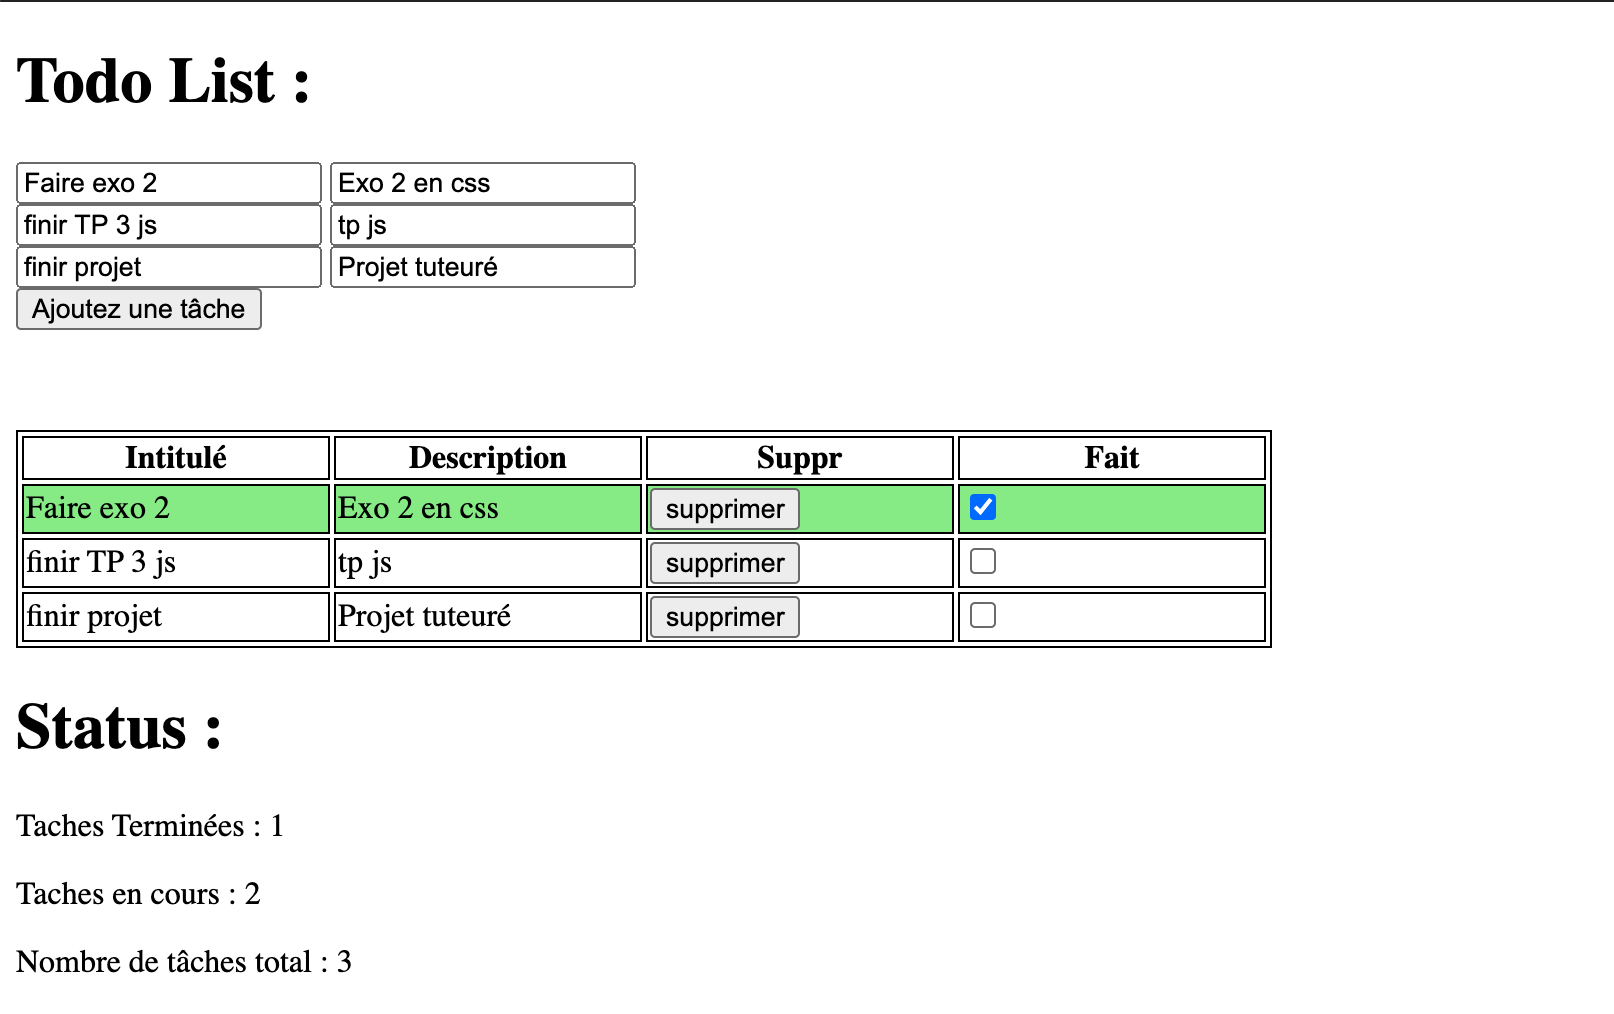 Todo List :
Faire exo 2 Exo 2 en css
finir TP 3 js tp js
finir projet Projet tuteuré
Ajoutez une tâche
Intitulé Description Suppr Fait
Faire exo 2 Exo 2 en css supprimer
finir TP 3 js tp js supprimer
finir projet Projet tuteuré supprimer
Status :
Taches Terminées : 1
Taches en cours : 2
Nombre de tâches total : 3